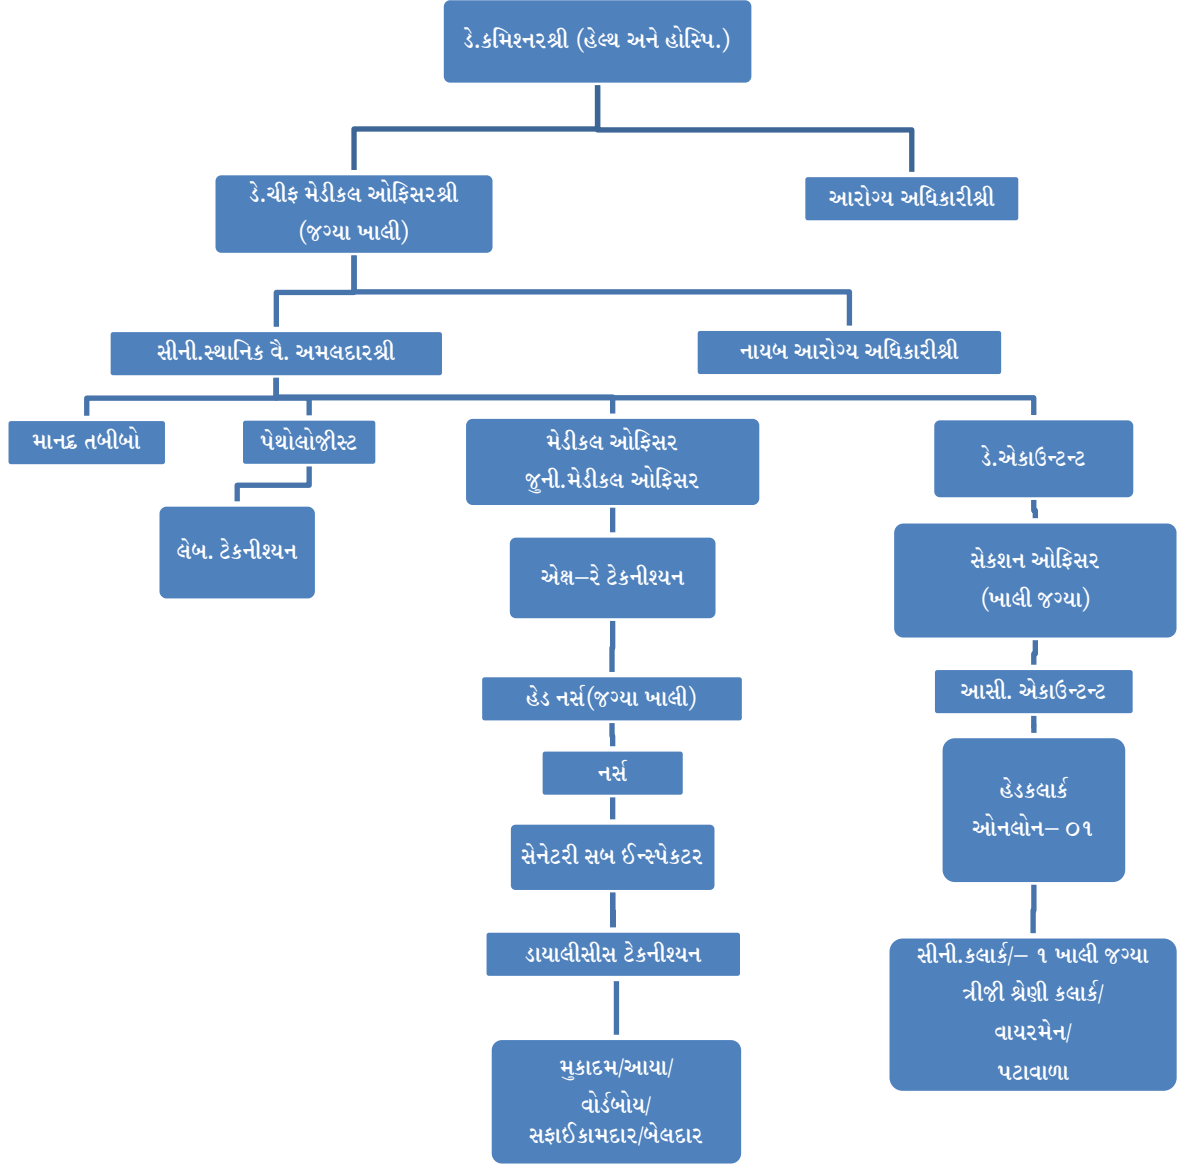 ડે.કમિશ્નરશ્રી (હેલ્થ અને હોસ્પિ.)
ડે.ચીફ મેડીકલ ઓફિસરશ્રી
(જગ્યા ખાલી)
આરોગ્ય અધિકારીશ્રી
સીની.સ્થાનિક વૈ. અમલદારશ્રી
નાયબ આરોગ્ય અધિકારીશ્રી
માનદ્દ તબીબો
પેથોલોજીસ્ટ
મેડીકલ ઓફિસર
જુની.મેડીકલ ઓફિસર
ડે.એકાઉન્ટન્ટ
લેબ. ટેકનીશ્યન
એક્ષ–રે ટેકનીશ્યન
સેકશન ઓફિસર
(ખાલી જગ્યા)
હેડ નર્સ(જગ્યા ખાલી)
આસી. એકાઉન્ટન્ટ
નર્સ
હેડકલાર્ક
ઓનલોન– ૦૧
સેનેટરી સબ ઈન્સ્પેકટર
ડાયાલીસીસ ટેકનીશ્યન
સીની.કલાર્ક/– ૧ ખાલી જગ્યા
ત્રીજી શ્રેણી કલાર્ક/
વાયરમેન/
પટાવાળા
મુકાદમ/આયા/
વોર્ડબોય/
સફાઈકામદાર/બેલદાર